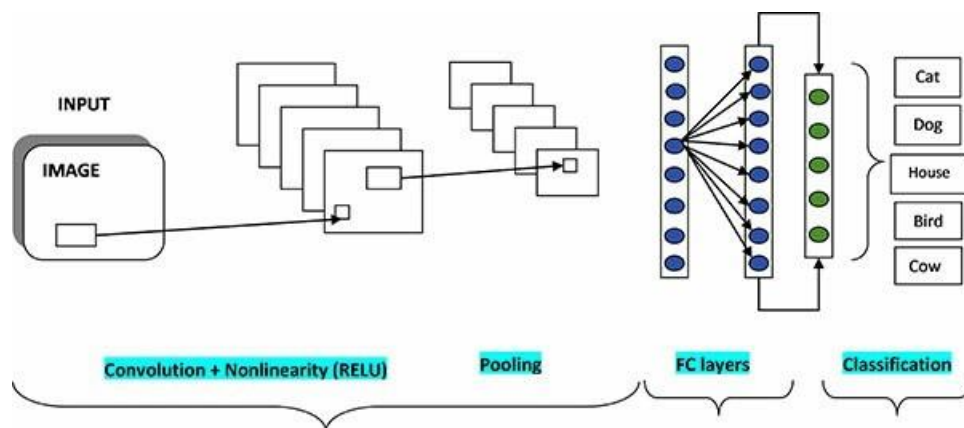 INPUT
IMAGE
Cat
Dog
House
Bird
Cow
Convolution + Nonlinearity (RELU)
Pooling
FC layers
Classification